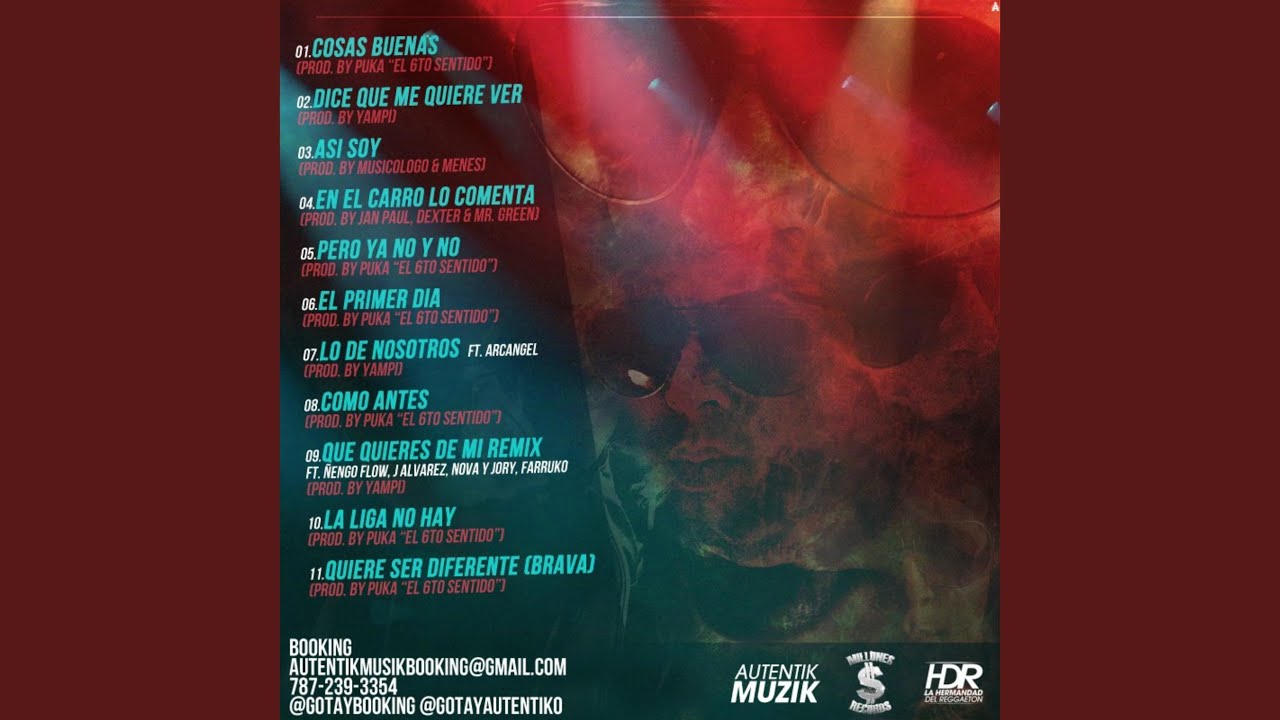 A
01.COSAS BUENAS
(PROD. BY PUKA "EL 6TO SENTIDO")
02.DICE QUE ME QUIERE VER
(PROD. BY YAMPI)
03.ASI SOY
(PROD. BY MUSICOLOGO & MENES)
04.EN EL CARRO LO COMENTA
(PROD. BY JAN PAUL, DEXTER & MR. GREEN)
05.PERO YA NO Y NO
(PROD. BY PUKA "EL 6TO SENTIDO")
06.EL PRIMER DIA
(PROD. BY PUKA "EL 6TO SENTIDO")
07.LO DE NOSOTROS FT. ARCANGEL
(PROD. BY YAMPI)
08.COMO ANTES
(PROD. BY PUKA "EL 6TO SENTIDO")
09.QUE QUIERES DE MI REMIX
FT. ÑENGO FLOW, J ALVAREZ, NOVA Y JORY, FARRUKO
(PROD. BY YAMPI)
10.LA LIGA NO HAY
(PROD. BY PUKA "EL 6TO SENTIDO")
11.QUIERE SER DIFERENTE (BRAVA)
(PROD. BY PUKA "EL 6TO SENTIDO")
BOOKING
AUTENTIKMUSIKBOOKING@GMAIL.COM
787-239-3354
@GOTAYBOOKING @GOTAYAUTENTIKO
AUTENTIK
MUZIK
MILLONES
$
RECORDS
HDR
LA HERMANDAD
DEL REGGAETON